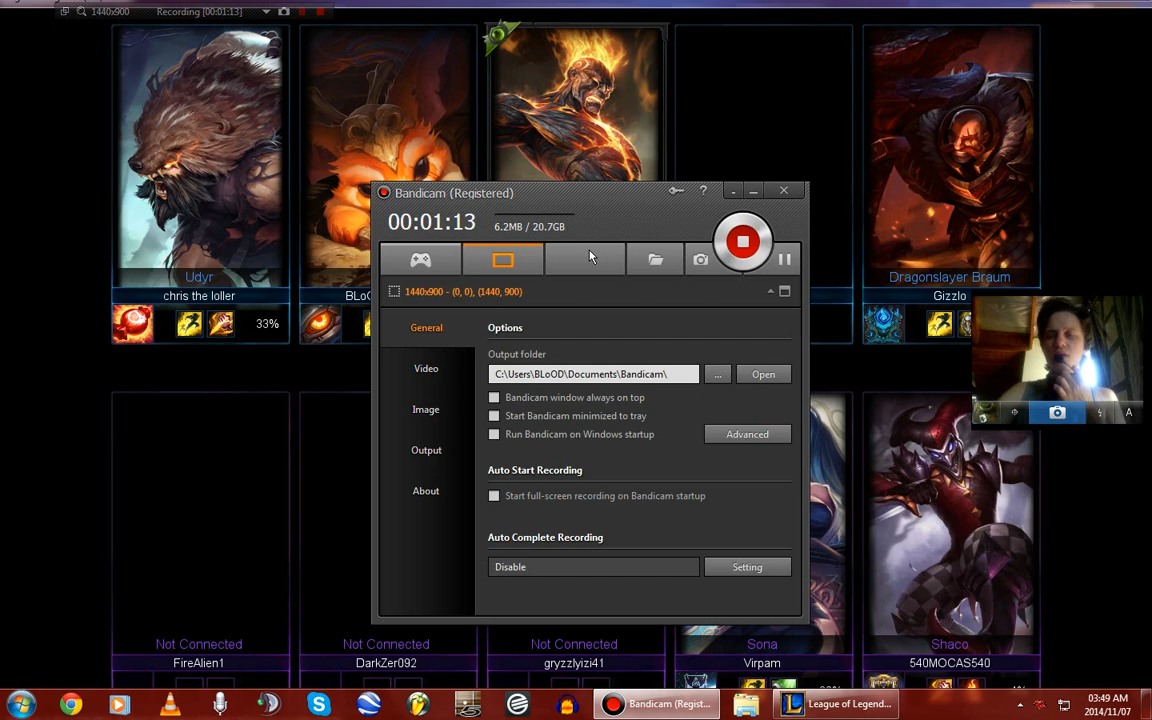 1440x900 Recording [00:01:13]
Bandicam (Registered)
?
00:01:13 6.2MB / 20.7GB
1440x900 - (0, 0), (1440, 900)
General
Video
Image
Output
About
Options
Output folder
C:\Users\BLoOD\Documents\Bandicam\ ... Open
Bandicam window always on top
Start Bandicam minimized to tray
Run Bandicam on Windows startup Advanced
Auto Start Recording
Start full-screen recording on Bandicam startup
Auto Complete Recording
Disable Setting
Udyr
chris the loller
33%
Dragonslayer Braum
Gizzlo
A
Not Connected
FireAlien1
Not Connected
DarkZer092
Not Connected
gryzzlyizi41
Sona
Virpam
Shaco
540MOCAS540
Bandicam (Regist...
League of Legend...
03:49 AM
2014/11/07